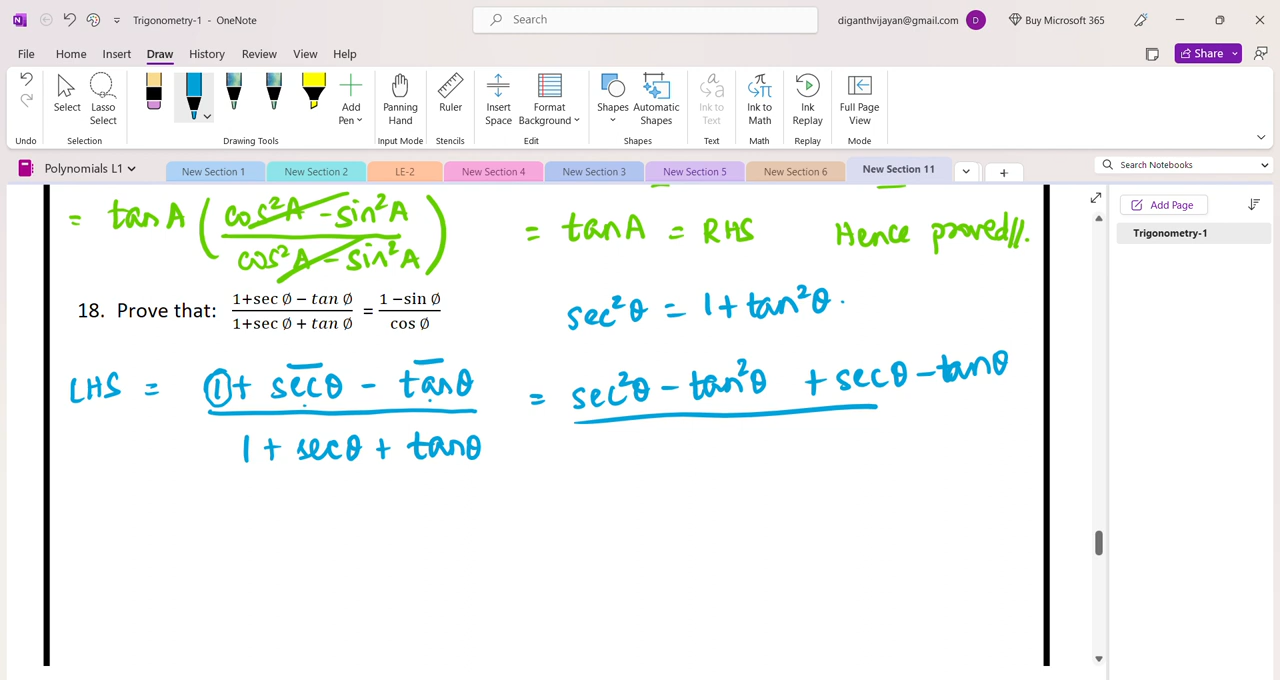 Trigonometry-1 - OneNote
Search
diganthvijayan@gmail.com D Buy Microsoft 365
File Home Insert Draw History Review View Help
Share
Undo
Select Lasso Select
Add Pen
Panning Hand
Ruler
Insert Space Format Background
Shapes Automatic Shapes
Ink to Text
Ink to Math
Ink Replay
Full Page View
Undo Selection Drawing Tools Input Mode Stencils Edit Shapes Text Math Replay Mode
Polynomials L1 New Section 1 New Section 2 LE-2 New Section 4 New Section 3 New Section 5 New Section 6 New Section 11 + Search Notebooks
Add Page
Trigonometry-1
= tan A ( cos²A - sin²A / cos²A - sin²A ) = tan A = RHS Hence proved//.
18. Prove that: 1+sec Ø − tan Ø / 1+sec Ø + tan Ø = 1 −sin Ø / cos Ø
sec²θ = 1 + tan²θ .
LHS = 1 + secθ - tanθ / 1 + secθ + tanθ = sec²θ - tan²θ + secθ - tanθ